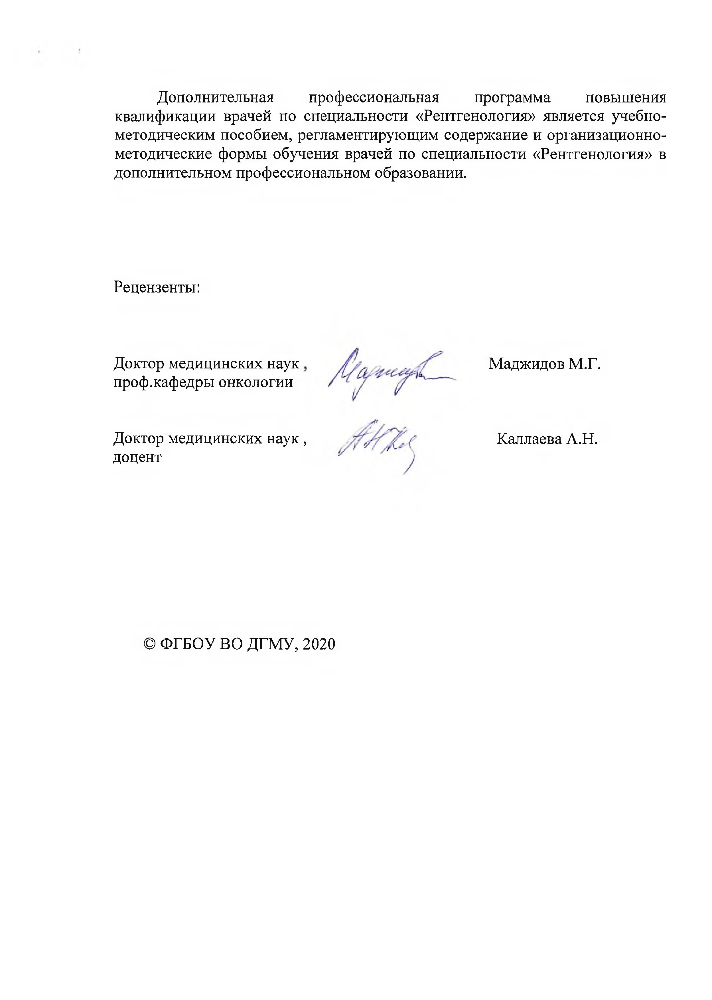 Дополнительная профессиональная программа повышения
квалификации врачей по специальности «Рентгенология» является учебно-
методическим пособием, регламентирующим содержание и организационно-
методические формы обучения врачей по специальности «Рентгенология» в
дополнительном профессиональном образовании.
Рецензенты:
Доктор медицинских наук , Маджидов М.Г.
проф.кафедры онкологии
Доктор медицинских наук , Каллаева А.Н.
доцент
© ФГБОУ ВО ДГМУ, 2020